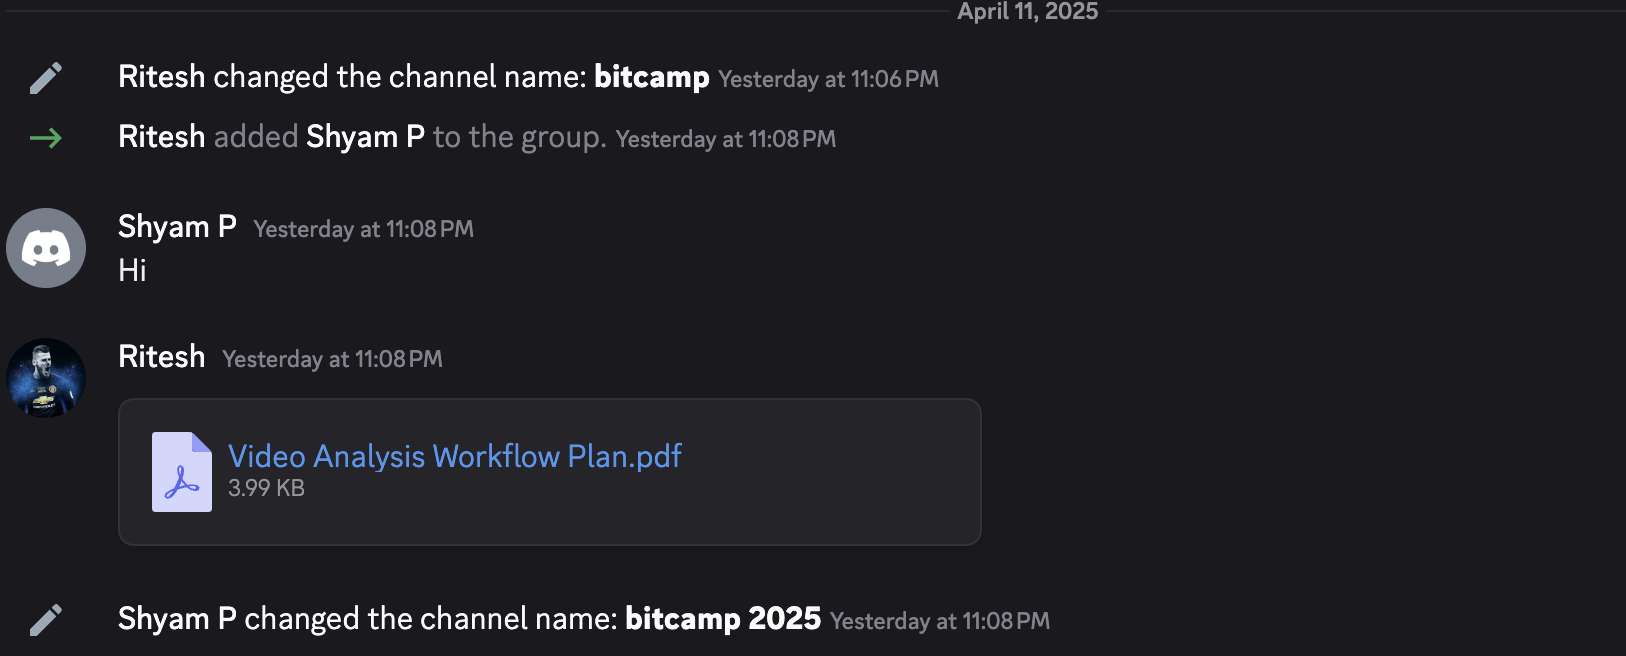 April 11, 2025
Ritesh changed the channel name: bitcamp Yesterday at 11:06 PM
Ritesh added Shyam P to the group. Yesterday at 11:08 PM
Shyam P Yesterday at 11:08 PM
Hi
Ritesh Yesterday at 11:08 PM
Video Analysis Workflow Plan.pdf
3.99 KB
Shyam P changed the channel name: bitcamp 2025 Yesterday at 11:08 PM